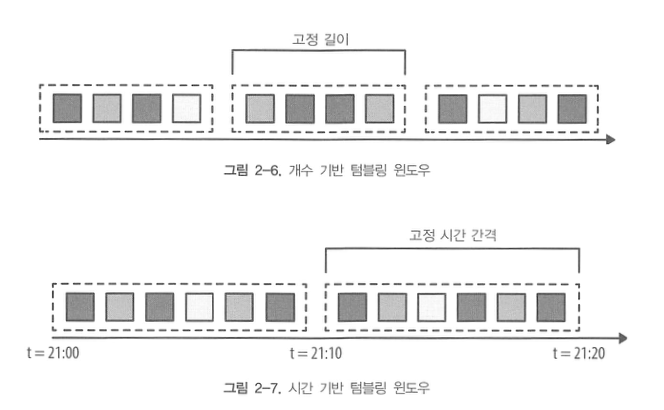 고정 길이
그림 2-6. 개수 기반 텀블링 윈도우
고정 시간 간격
t = 21:00 t = 21:10 t = 21:20
그림 2-7. 시간 기반 텀블링 윈도우